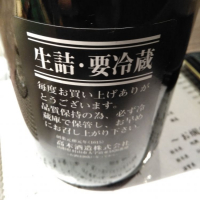 生詰・要冷蔵
毎度お買い上げありが
とうございます。
品質保持の為、必ず冷
蔵庫で保管し、お早め
にお召し上がり下さい
高木酒造株式会社